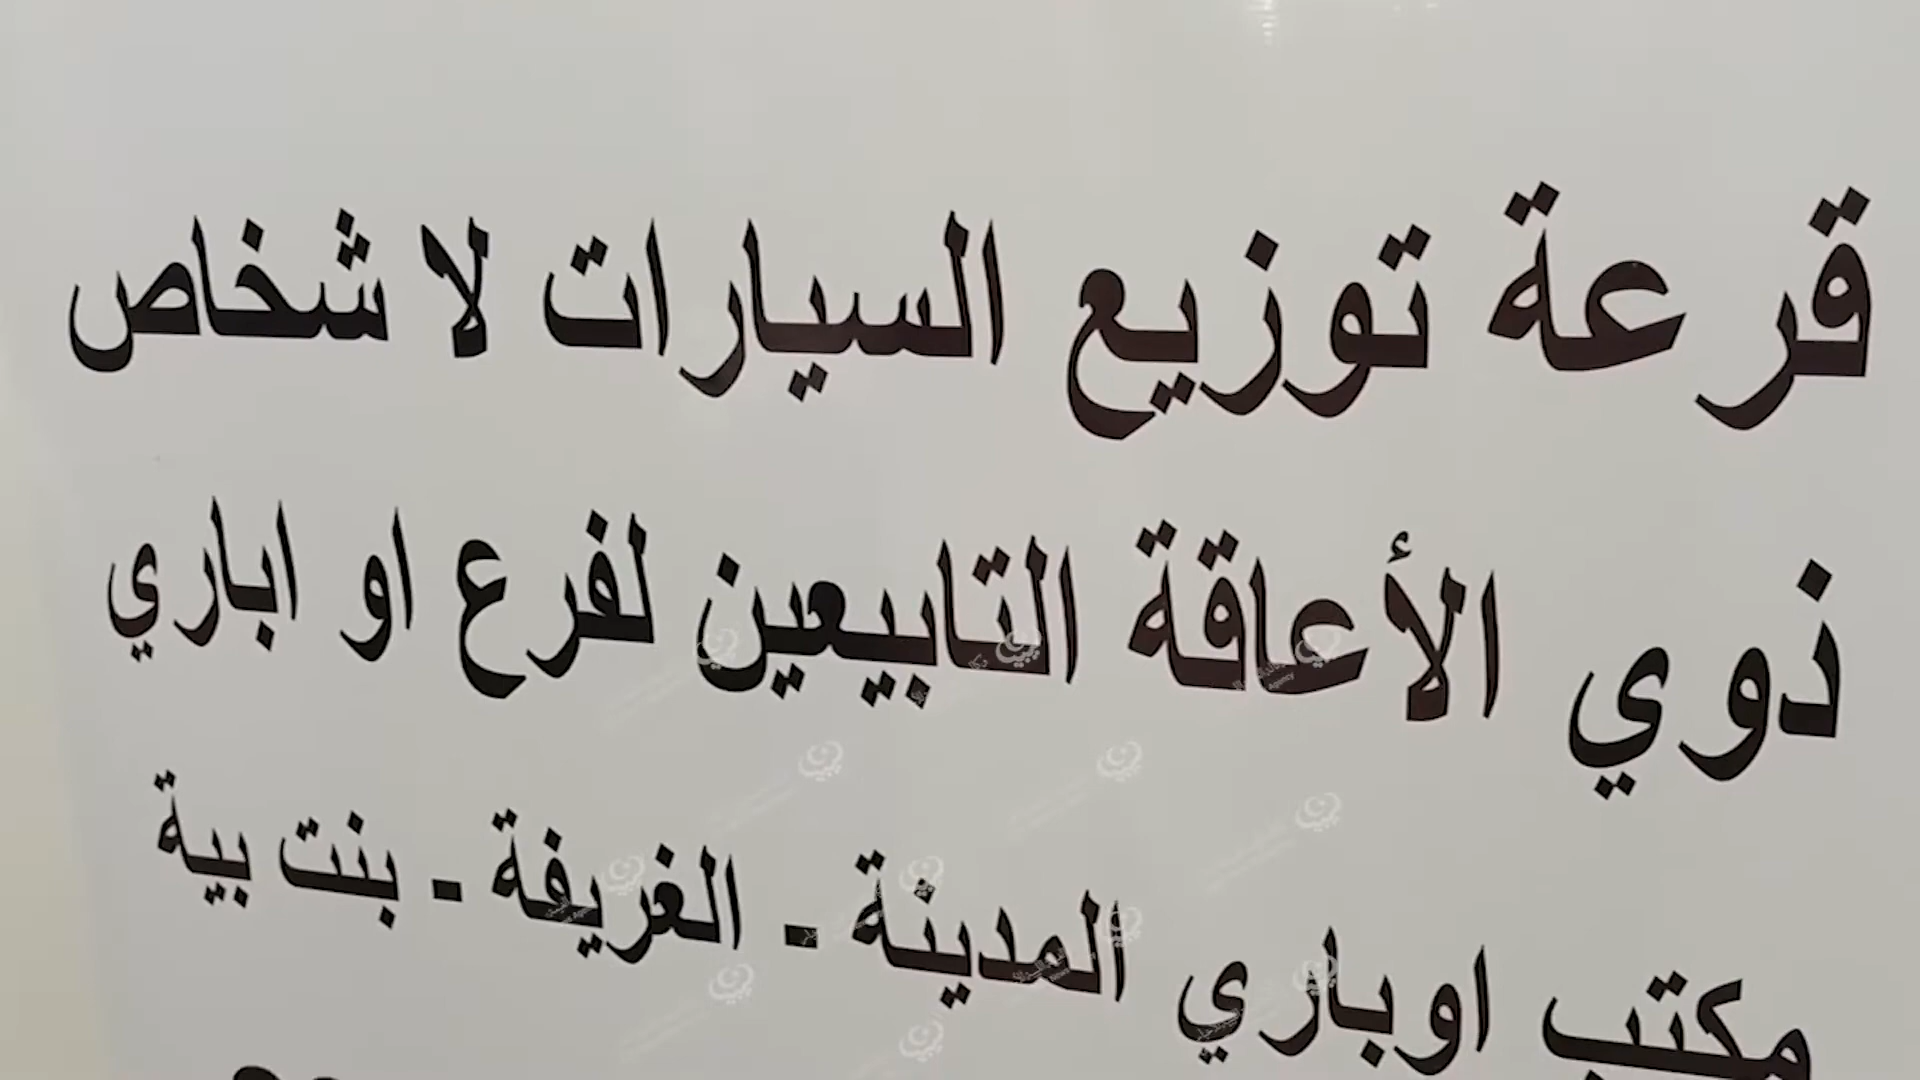 قرعة توزيع السيارات لا شخاص
ذوي الأعاقة التابيعين لفرع او اباري
مكتب اوباري المدينة - الغريفة - بنت بية